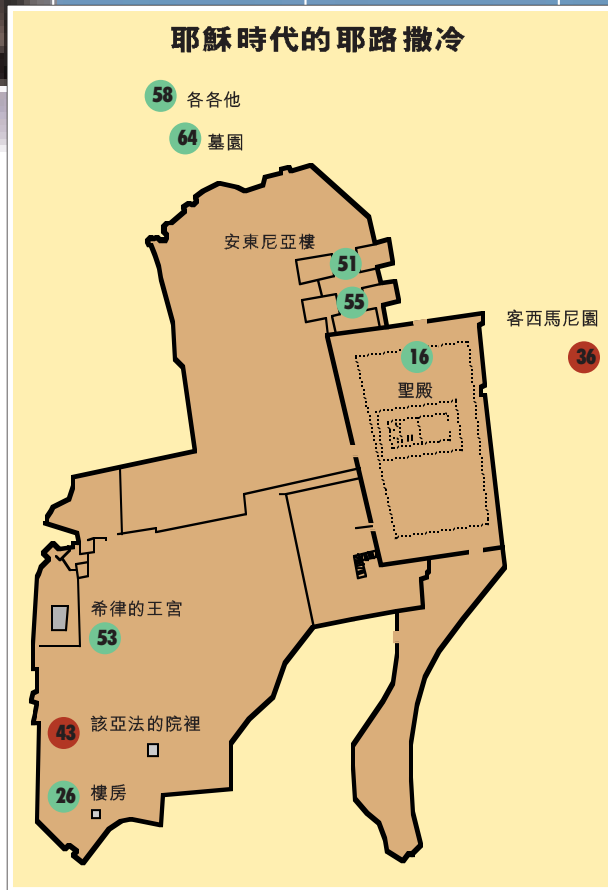 耶穌時代的耶路撒冷
58 各各他
64 墓園
安東尼亞樓
51
55
客西馬尼園
36
16
聖殿
希律的王宮
53
43 該亞法的院裡
26 樓房